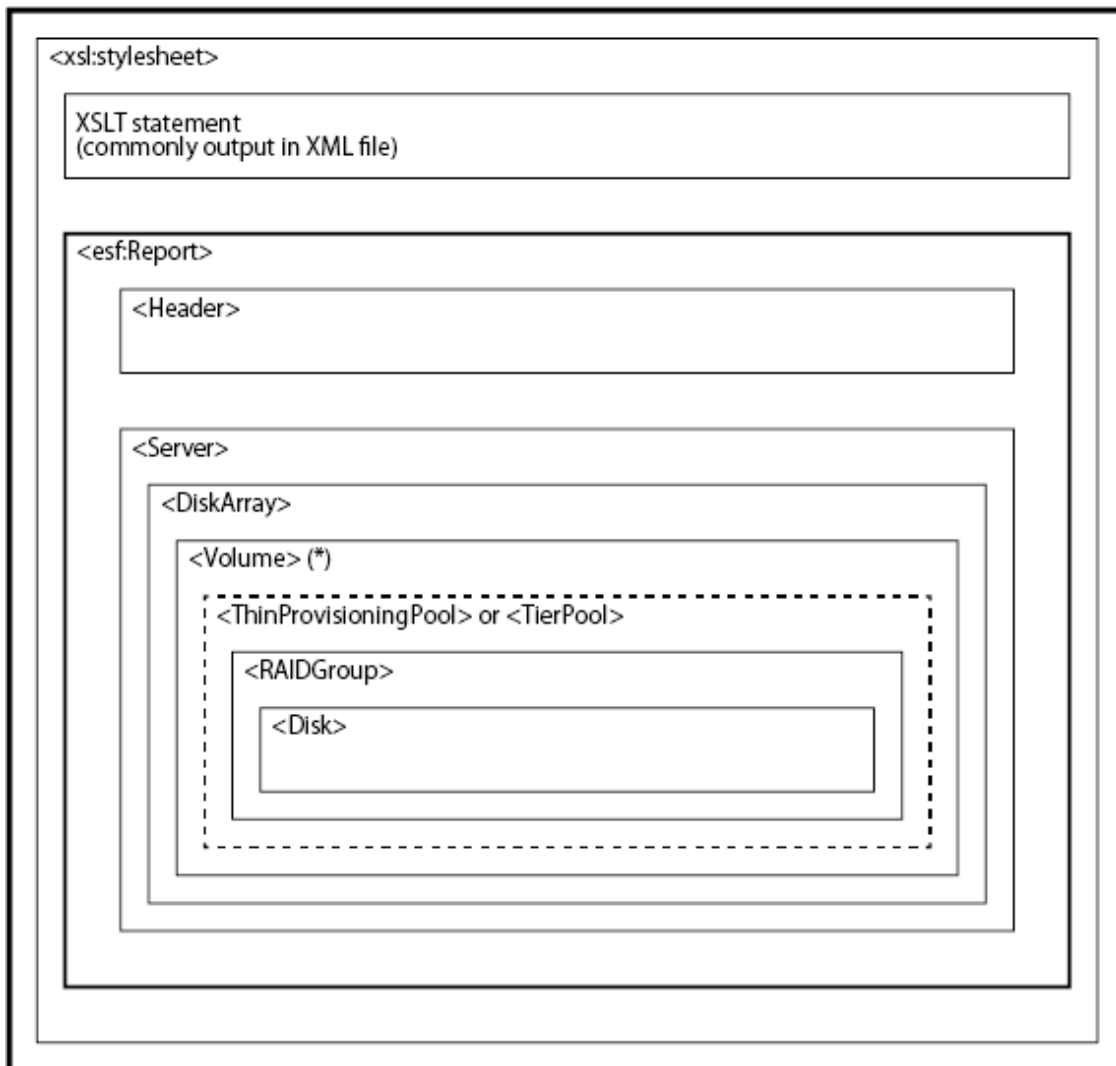 <xsl:stylesheet>
XSLT statement
(commonly output in XML file)
<esf:Report>
<Header>
<Server>
<DiskArray>
<Volume> (*)
<ThinProvisioningPool> or <TierPool>
<RAIDGroup>
<Disk>